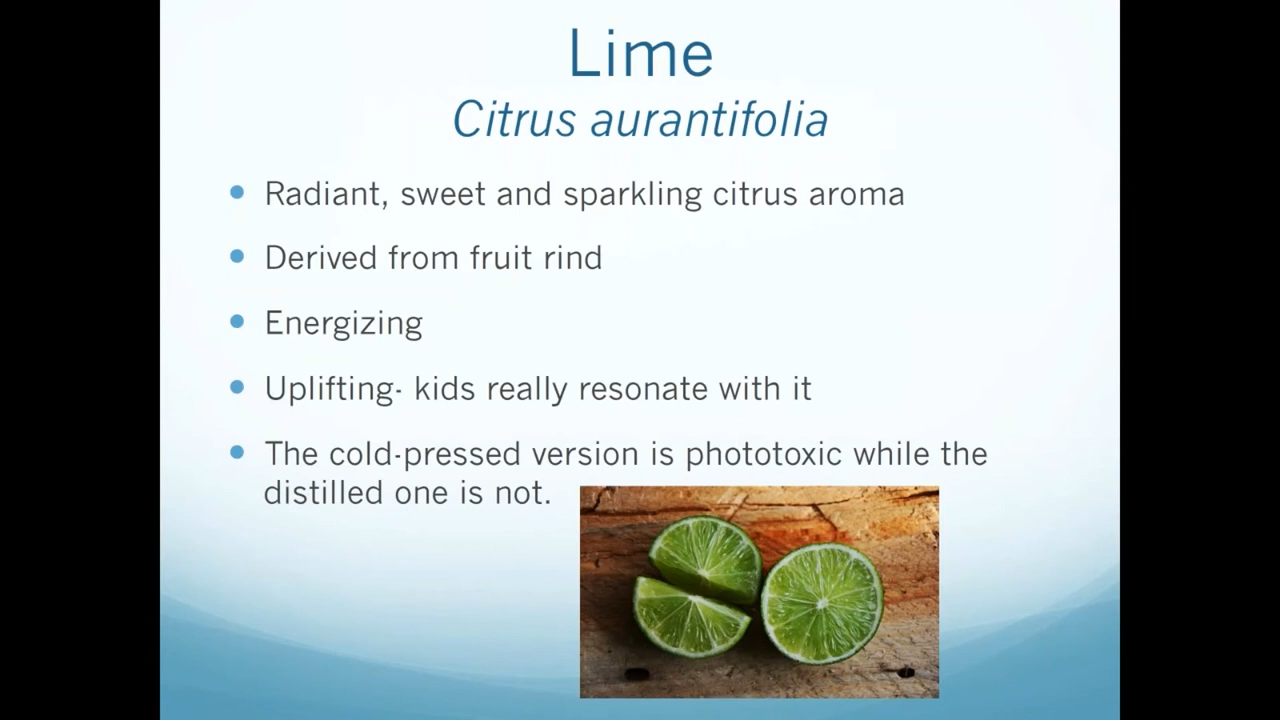 Lime
Citrus aurantifolia
Radiant, sweet and sparkling citrus aroma
Derived from fruit rind
Energizing
Uplifting- kids really resonate with it
The cold-pressed version is phototoxic while the
distilled one is not.